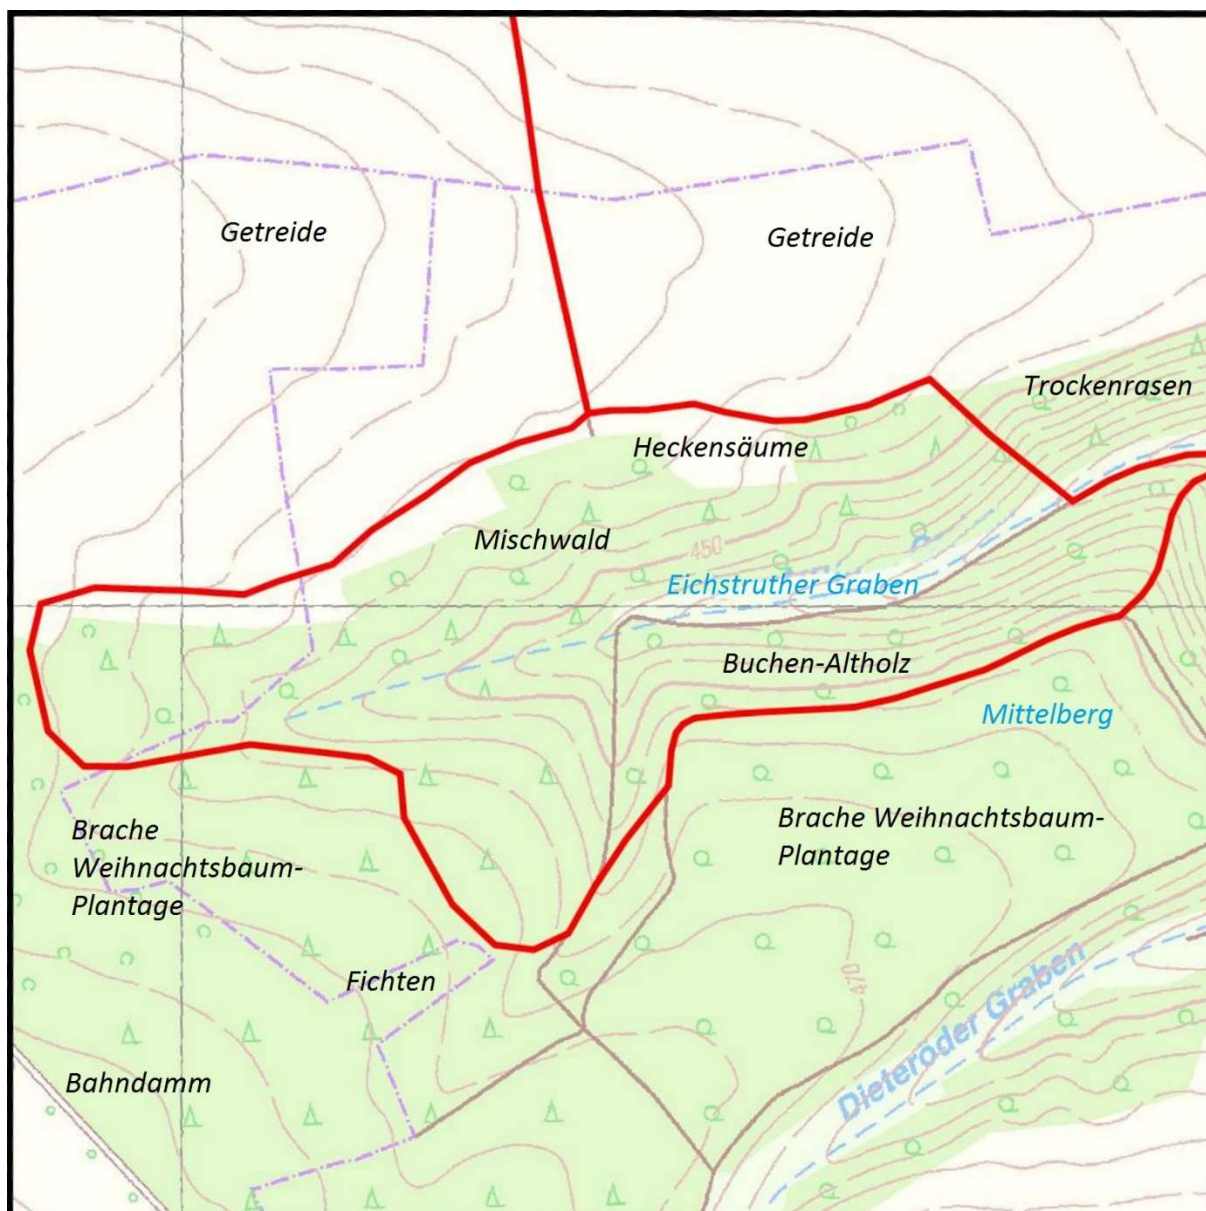 Getreide
Getreide
Trockenrasen
Heckensäume
Mischwald
450
Eichstruther Graben
Buchen-Altholz
Mittelberg
Brache
Weihnachtsbaum-
Plantage
Brache Weihnachtsbaum-
Plantage
Fichten
470
Dieteröder Graben
Bahndamm